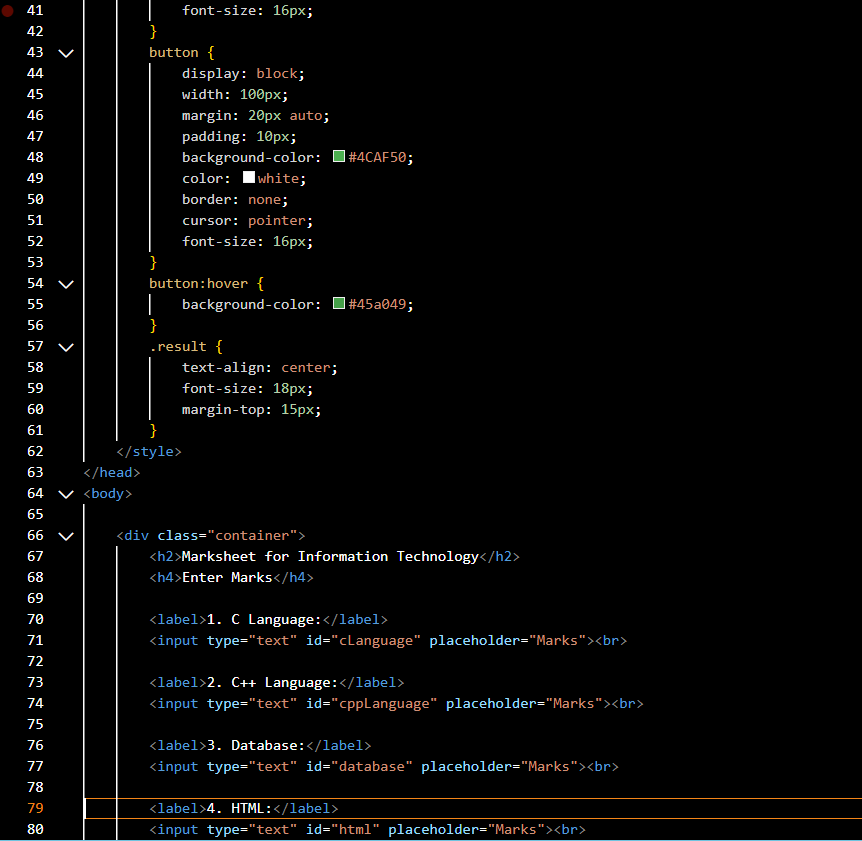 41 font-size: 16px;
42 }
43 button {
44 display: block;
45 width: 100px;
46 margin: 20px auto;
47 padding: 10px;
48 background-color: #4CAF50;
49 color: white;
50 border: none;
51 cursor: pointer;
52 font-size: 16px;
53 }
54 button:hover {
55 background-color: #45a049;
56 }
57 .result {
58 text-align: center;
59 font-size: 18px;
60 margin-top: 15px;
61 }
62 </style>
63 </head>
64 <body>
65
66 <div class="container">
67 <h2>Marksheet for Information Technology</h2>
68 <h4>Enter Marks</h4>
69
70 <label>1. C Language:</label>
71 <input type="text" id="cLanguage" placeholder="Marks"><br>
72
73 <label>2. C++ Language:</label>
74 <input type="text" id="cppLanguage" placeholder="Marks"><br>
75
76 <label>3. Database:</label>
77 <input type="text" id="database" placeholder="Marks"><br>
78
79 <label>4. HTML:</label>
80 <input type="text" id="html" placeholder="Marks"><br>